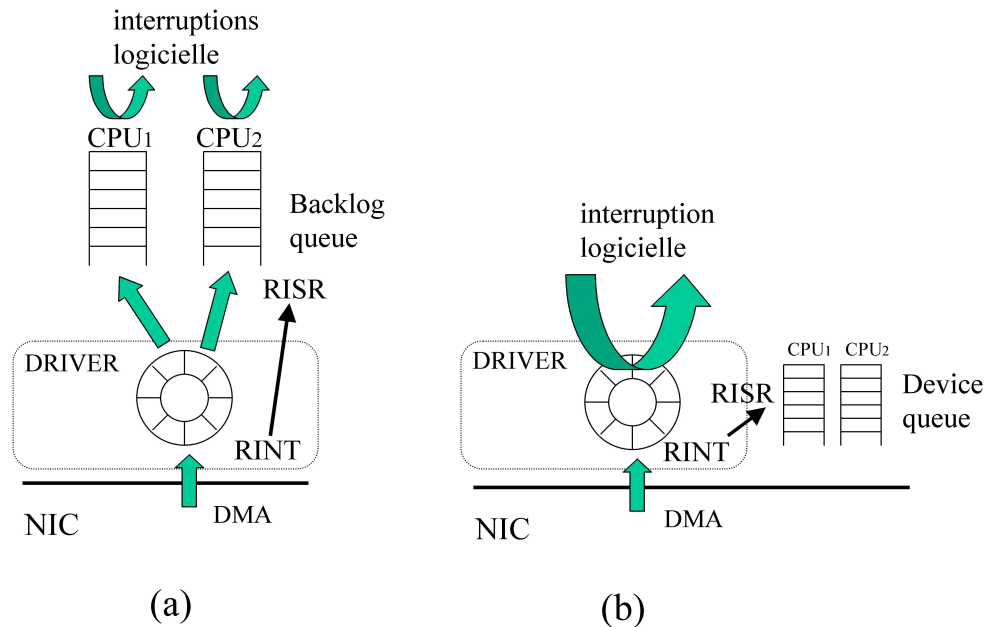 interruptions
logicielle
CPU1
CPU2
Backlog
queue
RISR
DRIVER
RINT
DMA
NIC
(a)
interruption
logicielle
DRIVER
CPU1
CPU2
RISR
Device
queue
RINT
DMA
NIC
(b)